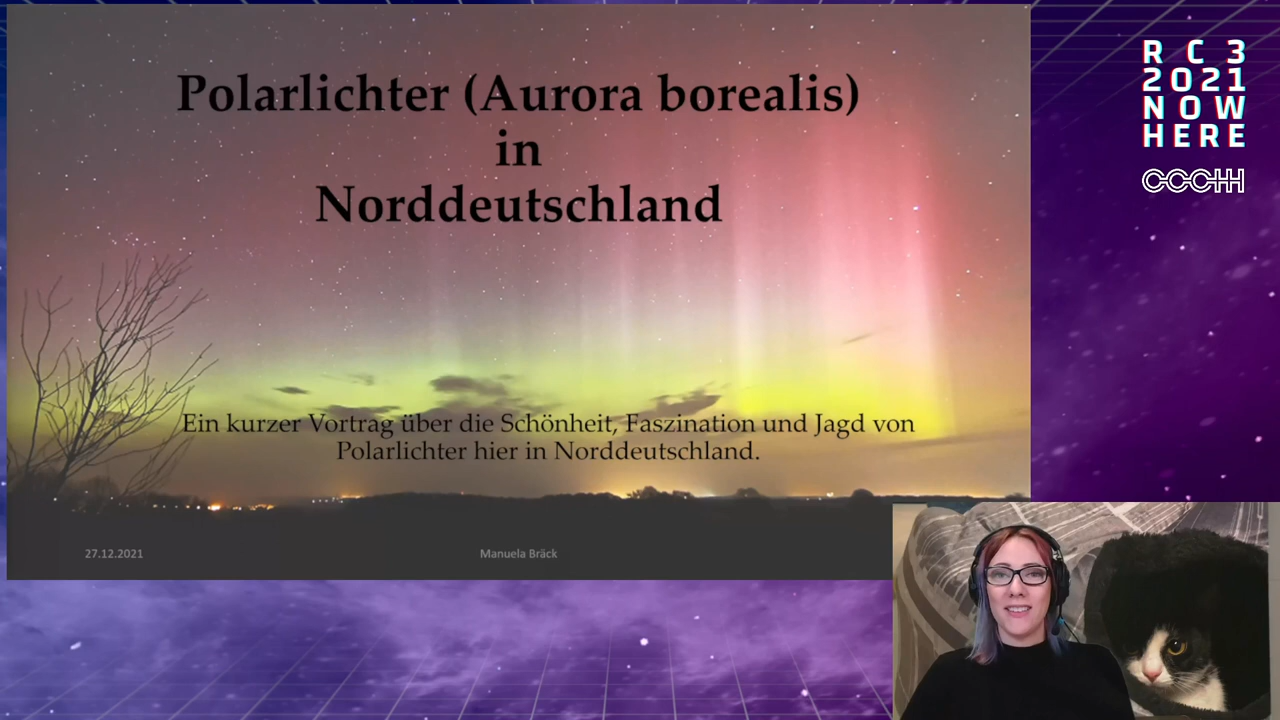 Polarlichter (Aurora borealis)
in
Norddeutschland
Ein kurzer Vortrag über die Schönheit, Faszination und Jagd von
Polarlichter hier in Norddeutschland.
27.12.2021
Manuela Bräck
R C 3
2021
NOW
HERE
CCCHH